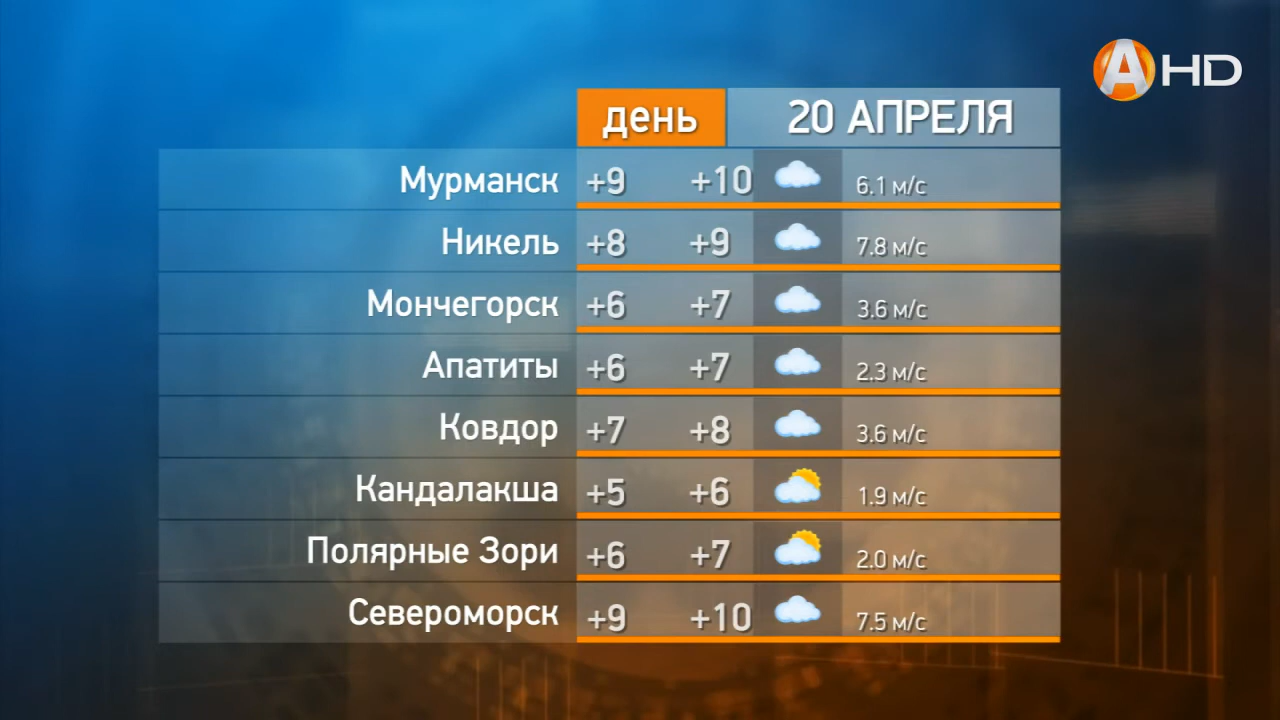 А HD
день 20 АПРЕЛЯ
Мурманск +9 +10 6.1 м/с
Никель +8 +9 7.8 м/с
Мончегорск +6 +7 3.6 м/с
Апатиты +6 +7 2.3 м/с
Ковдор +7 +8 3.6 м/с
Кандалакша +5 +6 1.9 м/с
Полярные Зори +6 +7 2.0 м/с
Североморск +9 +10 7.5 м/с